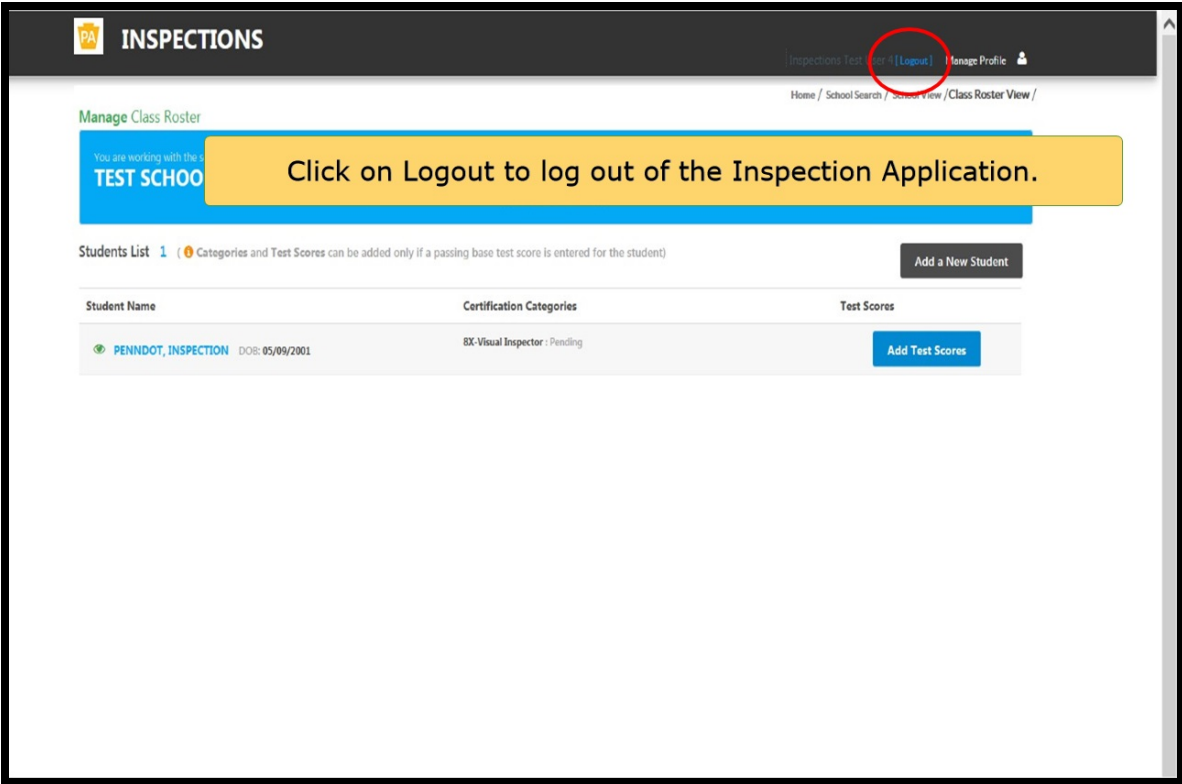 PA INSPECTIONS
Inspections Test User 4 [ Logout ] Manage Profile
Home / School Search / School View / Class Roster View /
Manage Class Roster
You are working with the s
TEST SCHOO
Click on Logout to log out of the Inspection Application.
Students List 1 ( Categories and Test Scores can be added only if a passing base test score is entered for the student)
Add a New Student
Student Name Certification Categories Test Scores
PENNDOT, INSPECTION DOB: 05/09/2001 8X-Visual Inspector : Pending Add Test Scores